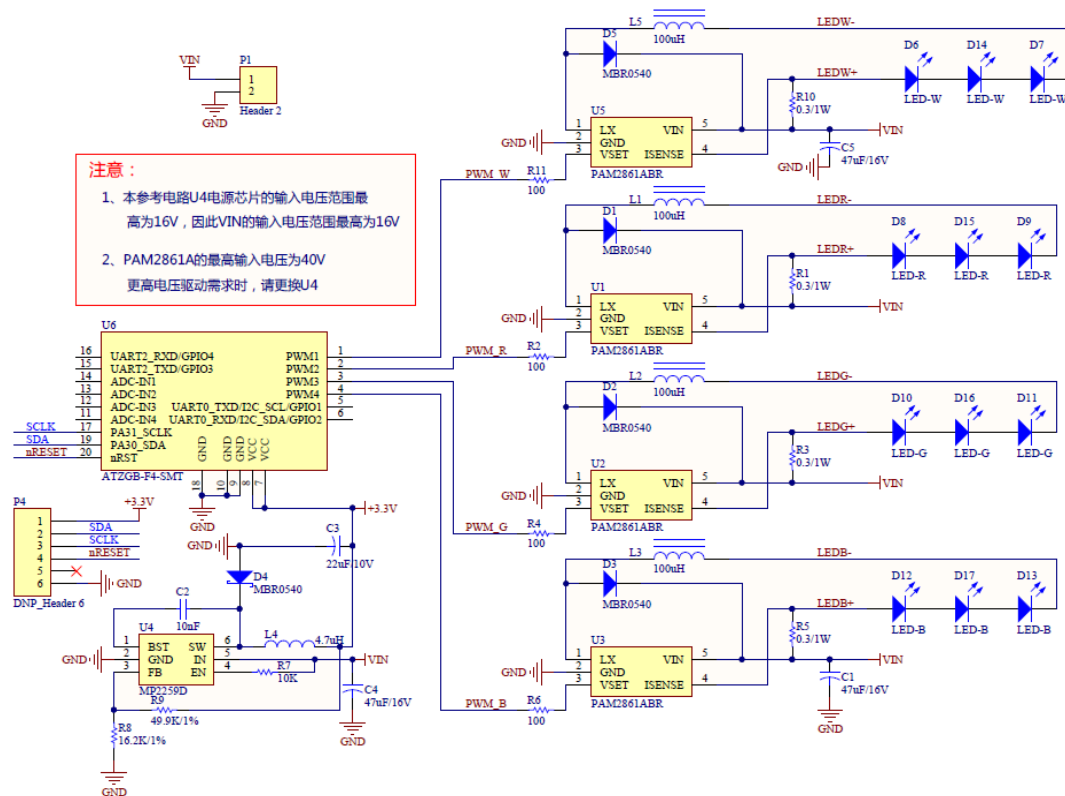 VIN
P1
1
2
Header 2
GND
注意：
1、本参考电路U4电源芯片的输入电压范围最
高为16V，因此VIN的输入电压范围最高为16V
2、PAM2861A的最高输入电压为40V
更高电压驱动需求时，请更换U4
L5
100uH
LEDW-
D5
MBR0540
D6
D14
D7
LEDW+
LED-W
LED-W
LED-W
R10
0.3/1W
U5
1 LX VIN 5
2 GND
3 VSET ISENSE 4
GND
PAM2861ABR
VIN
C5
47uF/16V
GND
PWM_W
R11
100
L1
100uH
LEDR-
D1
MBR0540
D8
D15
D9
LEDR+
LED-R
LED-R
LED-R
R1
0.3/1W
U1
1 LX VIN 5
2 GND
3 VSET ISENSE 4
GND
PAM2861ABR
VIN
PWM_R
R2
100
L2
100uH
LEDG-
D2
MBR0540
D10
D16
D11
LEDG+
LED-G
LED-G
LED-G
R3
0.3/1W
U2
1 LX VIN 5
2 GND
3 VSET ISENSE 4
GND
PAM2861ABR
VIN
PWM_G
R4
100
L3
100uH
LEDB-
D3
MBR0540
D12
D17
D13
LEDB+
LED-B
LED-B
LED-B
R5
0.3/1W
U3
1 LX VIN 5
2 GND
3 VSET ISENSE 4
GND
PAM2861ABR
VIN
C1
47uF/16V
GND
PWM_B
R6
100
U6
16 UART2_RXD/GPIO4 PWM1 1
15 UART2_TXD/GPIO3 PWM2 2
14 ADC-IN1 PWM3 3
13 ADC-IN2 PWM4 4
12 ADC-IN3 UART0_TXD/I2C_SCL/GPIO1 5
11 ADC-IN4 UART0_RXD/I2C_SDA/GPIO2 6
SCLK 17 PA31_SCLK
SDA 19 PA30_SDA
nRESET 20 nRST
GND GND GND VCC VCC
18 10 9 8 7
ATZGB-F4-SMT
GND
+3.3V
P4
+3.3V
1
2 SDA
3 SCLK
4 nRESET
5
6 GND
DNP_Header 6
GND
C3
22uF/10V
D4
MBR0540
C2
10nF
U4
1 BST SW 6
2 GND IN 5
3 FB EN 4
GND
MP2259D
L4
4.7uH
VIN
R7
10K
C4
47uF/16V
GND
R9
49.9K/1%
R8
16.2K/1%
GND